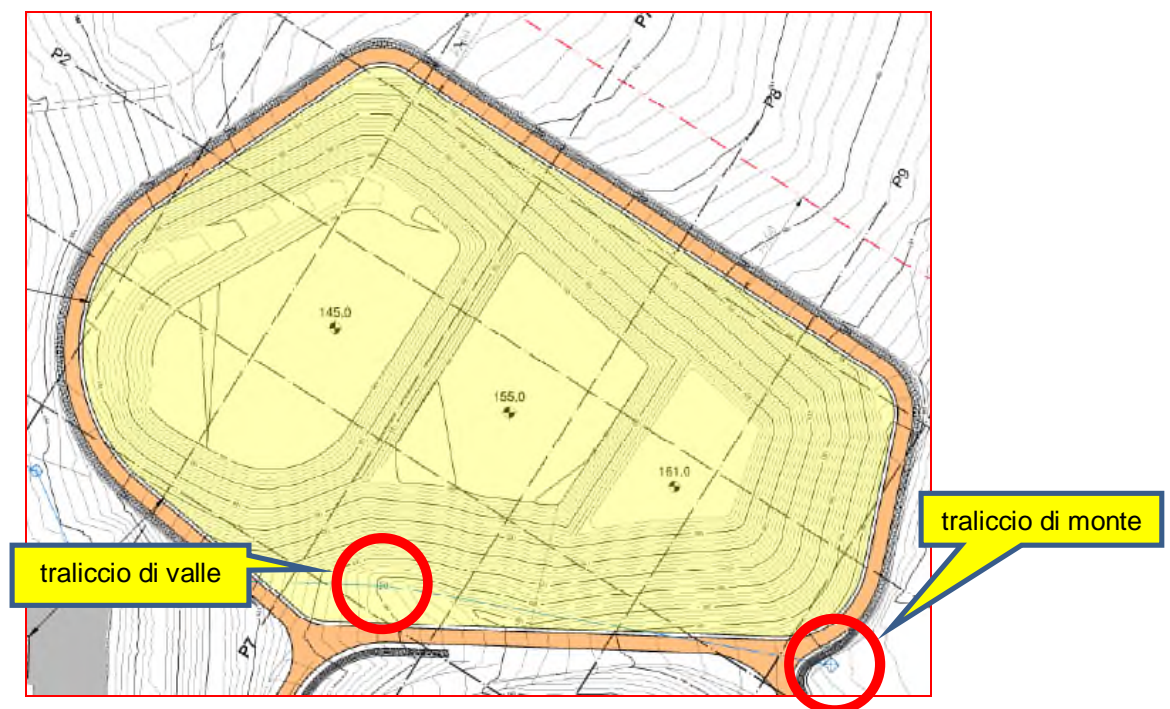 P2
P8
P9
145.0
155.0
161.0
traliccio di monte
traliccio di valle
P7